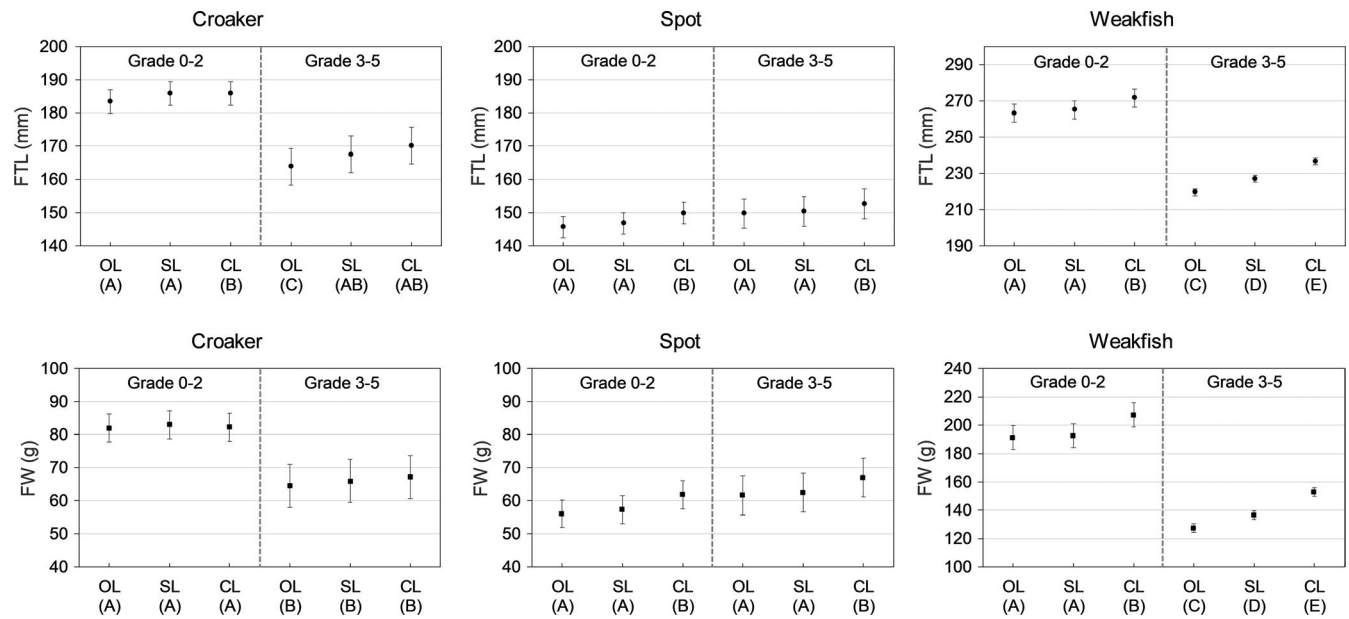 Croaker
Spot
Weakfish
FTL (mm)
200
190
180
170
160
150
140
Grade 0-2
Grade 3-5
OL SL CL OL SL CL
(A) (A) (B) (C) (AB) (AB)
FTL (mm)
200
190
180
170
160
150
140
Grade 0-2
Grade 3-5
OL SL CL OL SL CL
(A) (A) (B) (A) (A) (B)
FTL (mm)
290
270
250
230
210
190
Grade 0-2
Grade 3-5
OL SL CL OL SL CL
(A) (A) (B) (C) (D) (E)
Croaker
Spot
Weakfish
FW (g)
100
90
80
70
60
50
40
Grade 0-2
Grade 3-5
OL SL CL OL SL CL
(A) (A) (A) (B) (B) (B)
FW (g)
100
90
80
70
60
50
40
Grade 0-2
Grade 3-5
OL SL CL OL SL CL
(A) (A) (B) (A) (A) (B)
FW (g)
240
220
200
180
160
140
120
100
Grade 0-2
Grade 3-5
OL SL CL OL SL CL
(A) (A) (B) (C) (D) (E)